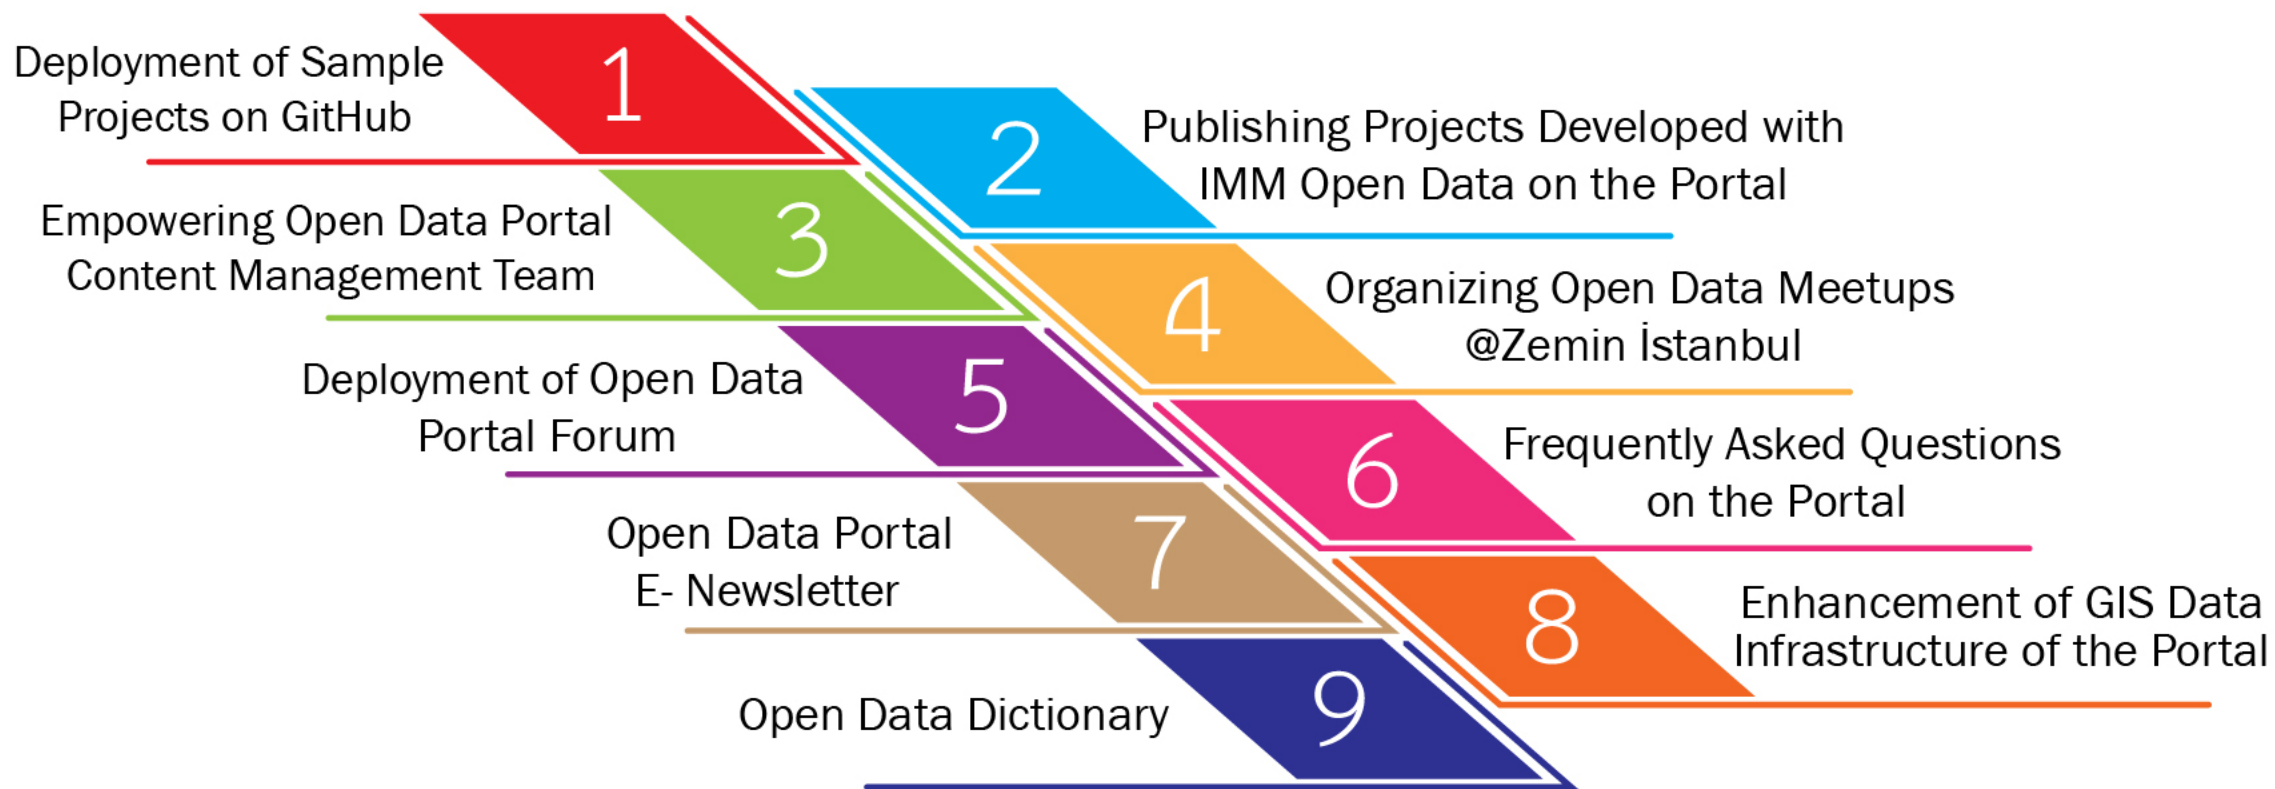 1
Deployment of Sample
Projects on GitHub
2
Publishing Projects Developed with
IMM Open Data on the Portal
3
Empowering Open Data Portal
Content Management Team
4
Organizing Open Data Meetups
@Zemin İstanbul
5
Deployment of Open Data
Portal Forum
6
Frequently Asked Questions
on the Portal
7
Open Data Portal
E- Newsletter
8
Enhancement of GIS Data
Infrastructure of the Portal
9
Open Data Dictionary